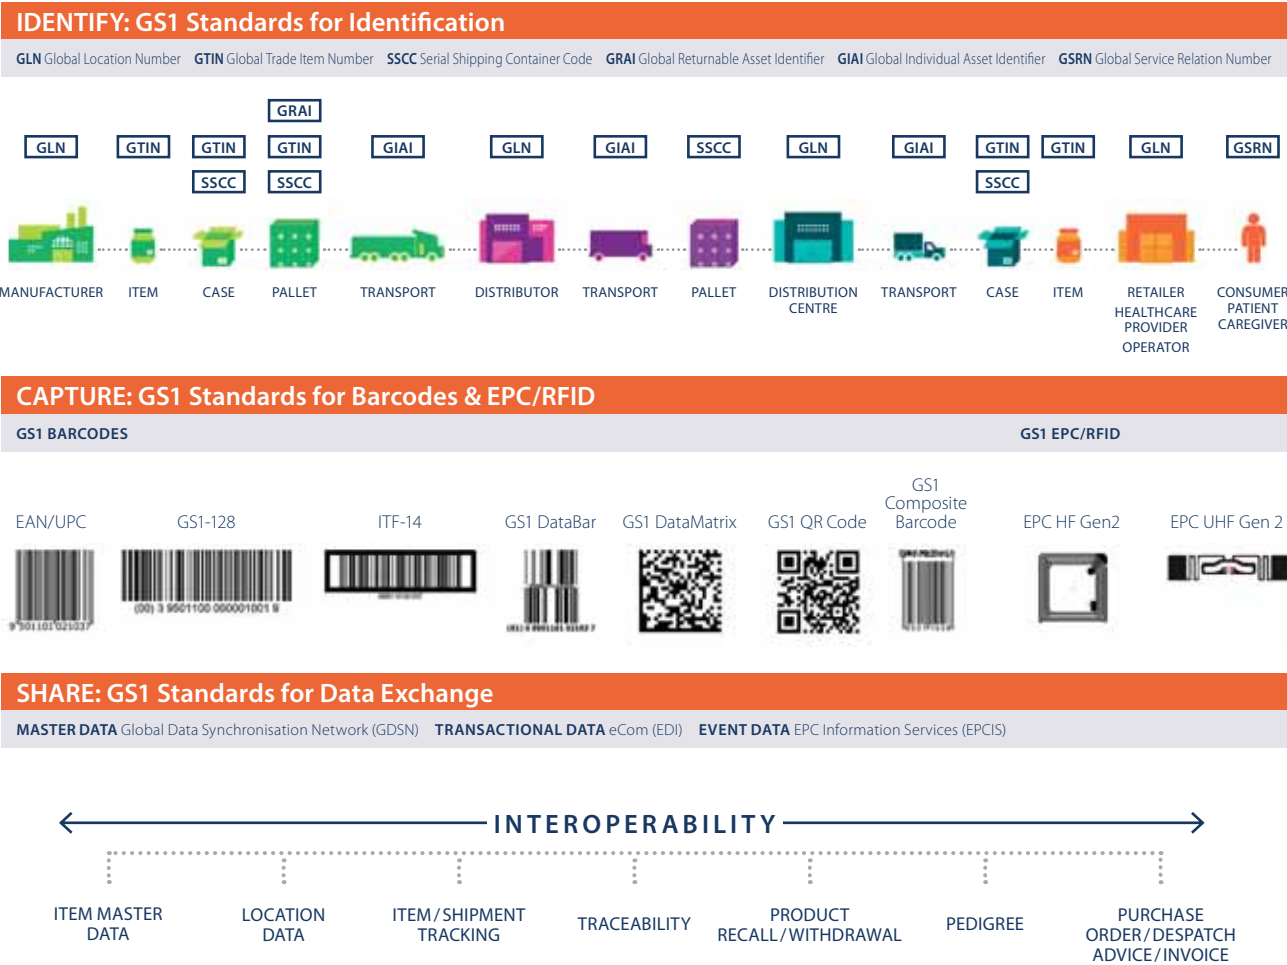 IDENTIFY: GS1 Standards for Identification
GLN Global Location Number GTIN Global Trade Item Number SSCC Serial Shipping Container Code GRAI Global Returnable Asset Identifier GIAI Global Individual Asset Identifier GSRN Global Service Relation Number
GRAI
GLN GTIN GTIN GTIN GIAI GLN GIAI SSCC GLN GIAI GTIN GTIN GLN GSRN
SSCC SSCC SSCC
MANUFACTURER ITEM CASE PALLET TRANSPORT DISTRIBUTOR TRANSPORT PALLET DISTRIBUTION TRANSPORT CASE ITEM RETAILER CONSUMER
CENTRE HEALTHCARE PATIENT
PROVIDER CAREGIVER
OPERATOR
CAPTURE: GS1 Standards for Barcodes & EPC/RFID
GS1 BARCODES GS1 EPC/RFID
GS1
Composite
EAN/UPC GS1-128 ITF-14 GS1 DataBar GS1 DataMatrix GS1 QR Code Barcode EPC HF Gen2 EPC UHF Gen 2
(00) 3 9501100 000001001 9
9 501101 021037
SHARE: GS1 Standards for Data Exchange
MASTER DATA Global Data Synchronisation Network (GDSN) TRANSACTIONAL DATA eCom (EDI) EVENT DATA EPC Information Services (EPCIS)
INTEROPERABILITY
ITEM MASTER LOCATION ITEM/SHIPMENT TRACEABILITY PRODUCT PEDIGREE PURCHASE
DATA DATA TRACKING RECALL/WITHDRAWAL ORDER/DESPATCH
ADVICE/INVOICE